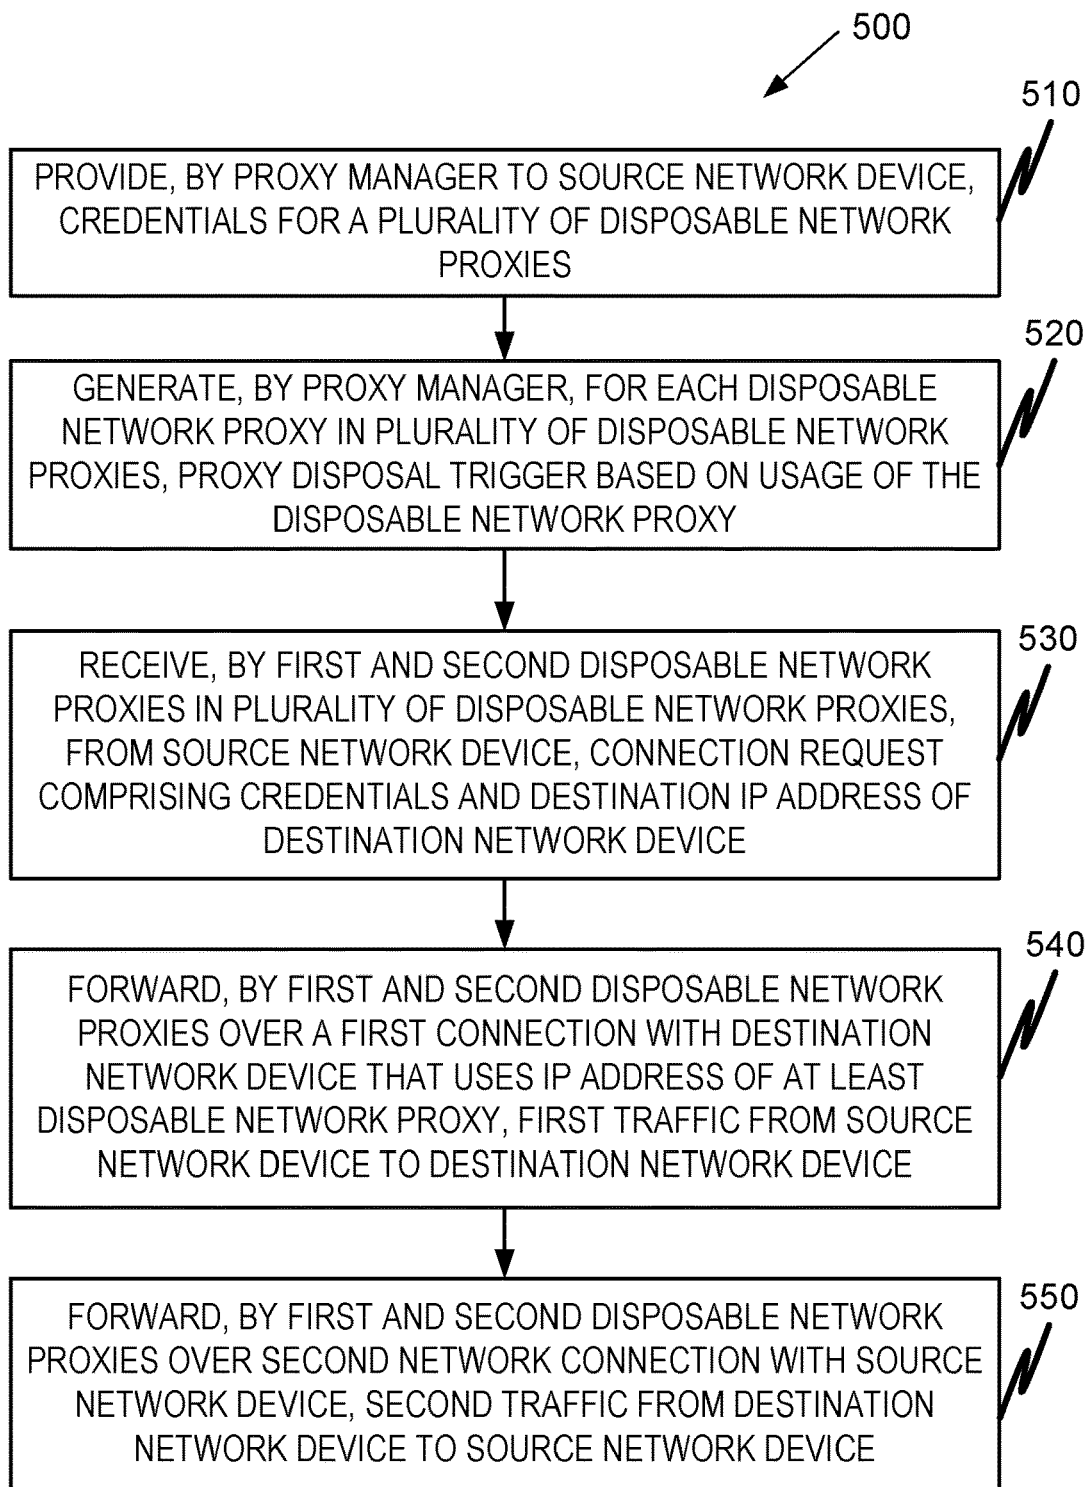 500
510
PROVIDE, BY PROXY MANAGER TO SOURCE NETWORK DEVICE,
CREDENTIALS FOR A PLURALITY OF DISPOSABLE NETWORK
PROXIES
520
GENERATE, BY PROXY MANAGER, FOR EACH DISPOSABLE
NETWORK PROXY IN PLURALITY OF DISPOSABLE NETWORK
PROXIES, PROXY DISPOSAL TRIGGER BASED ON USAGE OF THE
DISPOSABLE NETWORK PROXY
530
RECEIVE, BY FIRST AND SECOND DISPOSABLE NETWORK
PROXIES IN PLURALITY OF DISPOSABLE NETWORK PROXIES,
FROM SOURCE NETWORK DEVICE, CONNECTION REQUEST
COMPRISING CREDENTIALS AND DESTINATION IP ADDRESS OF
DESTINATION NETWORK DEVICE
540
FORWARD, BY FIRST AND SECOND DISPOSABLE NETWORK
PROXIES OVER A FIRST CONNECTION WITH DESTINATION
NETWORK DEVICE THAT USES IP ADDRESS OF AT LEAST
DISPOSABLE NETWORK PROXY, FIRST TRAFFIC FROM SOURCE
NETWORK DEVICE TO DESTINATION NETWORK DEVICE
550
FORWARD, BY FIRST AND SECOND DISPOSABLE NETWORK
PROXIES OVER SECOND NETWORK CONNECTION WITH SOURCE
NETWORK DEVICE, SECOND TRAFFIC FROM DESTINATION
NETWORK DEVICE TO SOURCE NETWORK DEVICE